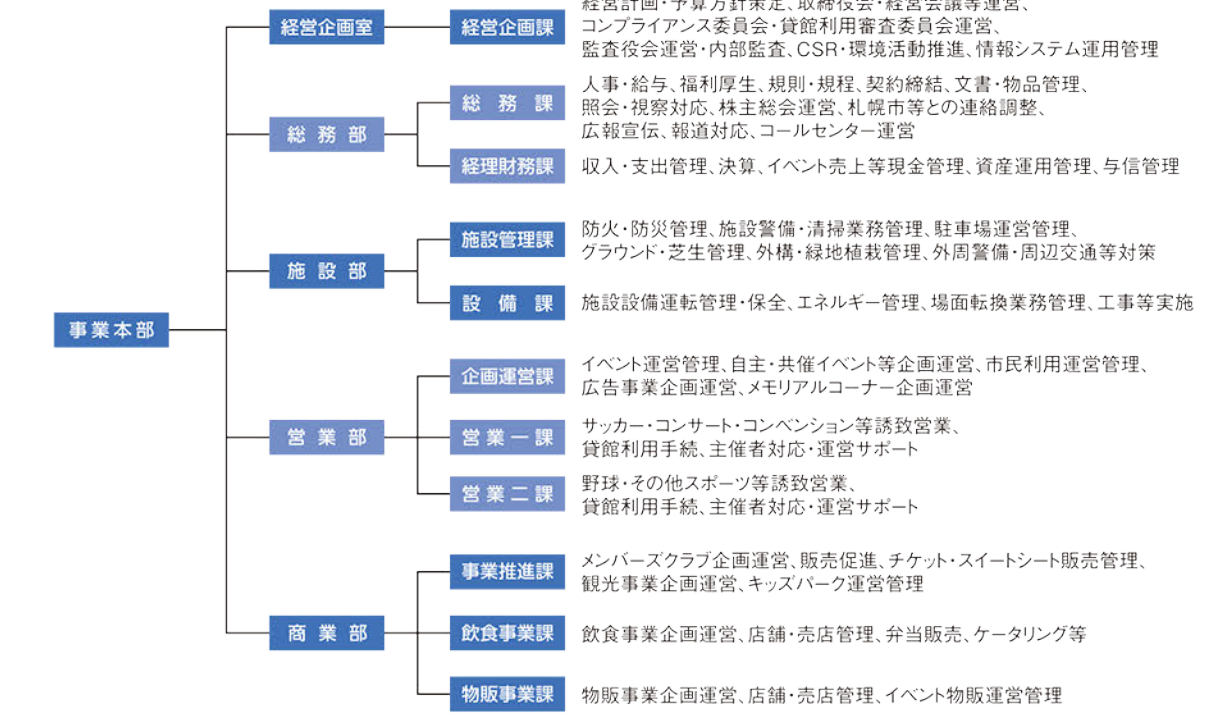 事業本部
経営企画室
経営企画課
経営計画・予算方針策定、取締役会・経営会議等運営、
コンプライアンス委員会・貸館利用審査委員会運営、
監査役会運営・内部監査、CSR・環境活動推進、情報システム運用管理
総務部
総務課
人事・給与、福利厚生、規則・規程、契約締結、文書・物品管理、
照会・視察対応、株主総会運営、札幌市等との連絡調整、
広報宣伝、報道対応、コールセンター運営
経理財務課
収入・支出管理、決算、イベント売上等現金管理、資産運用管理、与信管理
施設部
施設管理課
防火・防災管理、施設警備・清掃業務管理、駐車場運営管理、
グラウンド・芝生管理、外構・緑地植栽管理、外周警備・周辺交通等対策
設備課
施設設備運転管理・保全、エネルギー管理、場面転換業務管理、工事等実施
営業部
企画運営課
イベント運営管理、自主・共催イベント等企画運営、市民利用運営管理、
広告事業企画運営、メモリアルコーナー企画運営
営業一課
サッカー・コンサート・コンベンション等誘致営業、
貸館利用手続、主催者対応・運営サポート
営業二課
野球・その他スポーツ等誘致営業、
貸館利用手続、主催者対応・運営サポート
商業部
事業推進課
メンバーズクラブ企画運営、販売促進、チケット・スイートシート販売管理、
観光事業企画運営、キッズパーク運営管理
飲食事業課
飲食事業企画運営、店舗・売店管理、弁当販売、ケータリング等
物販事業課
物販事業企画運営、店舗・売店管理、イベント物販運営管理